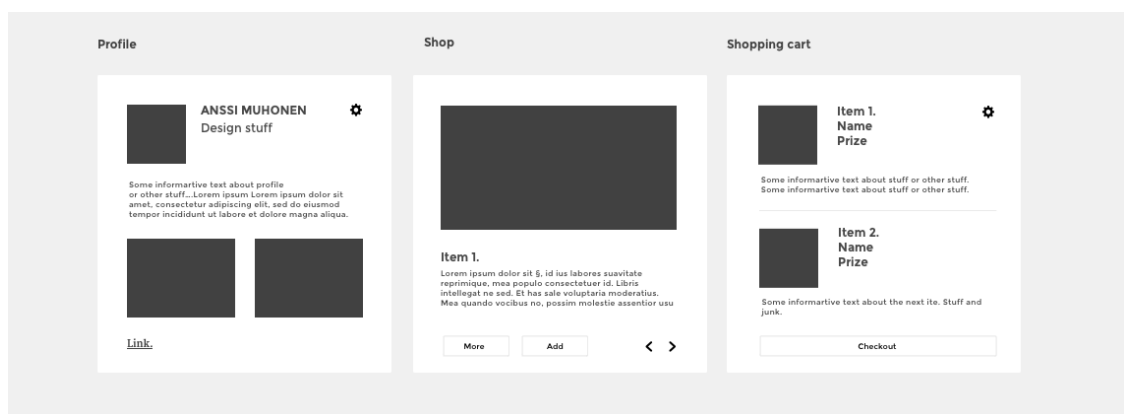 Profile
ANSSI MUHONEN
Design stuff
Some informartive text about profile
or other stuff...Lorem ipsum Lorem ipsum dolor sit
amet, consectetur adipiscing elit, sed do eiusmod
tempor incididunt ut labore et dolore magna aliqua.
Link.
Shop
Item 1.
Lorem ipsum dolor sit §, id ius labores suavitate
reprimique, mea populo consectetuer id. Libris
intellegat ne sed. Et has sale voluptaria moderatius.
Mea quando vocibus no, possim molestie assentior usu
More
Add
Shopping cart
Item 1.
Name
Prize
Some informartive text about stuff or other stuff.
Some informartive text about stuff or other stuff.
Item 2.
Name
Prize
Some informartive text about the next ite. Stuff and
junk.
Checkout